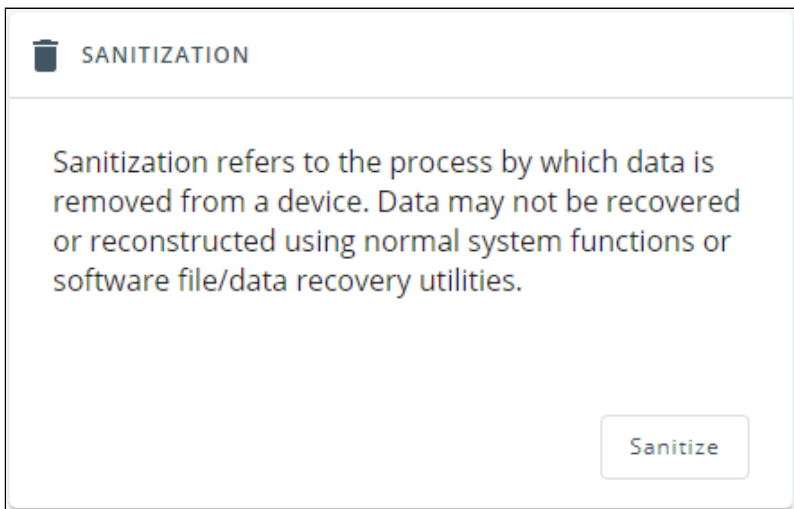 SANITIZATION
Sanitization refers to the process by which data is
removed from a device. Data may not be recovered
or reconstructed using normal system functions or
software file/data recovery utilities.
Sanitize